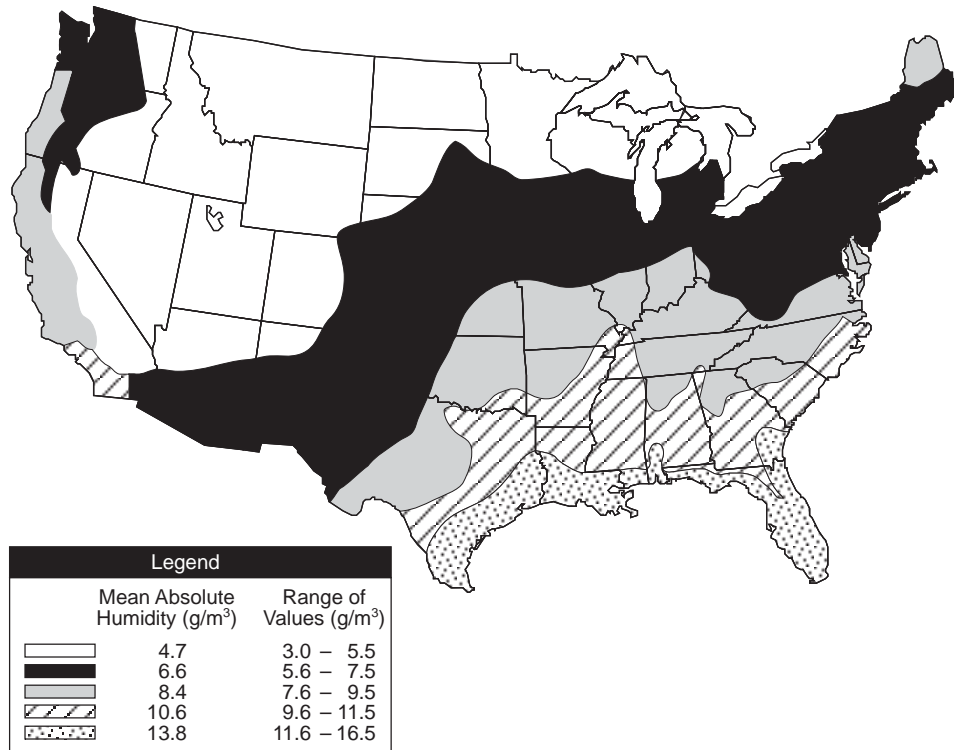 Legend
Mean Absolute Range of
Humidity (g/m³) Values (g/m³)
4.7 3.0 – 5.5
6.6 5.6 – 7.5
8.4 7.6 – 9.5
10.6 9.6 – 11.5
13.8 11.6 – 16.5